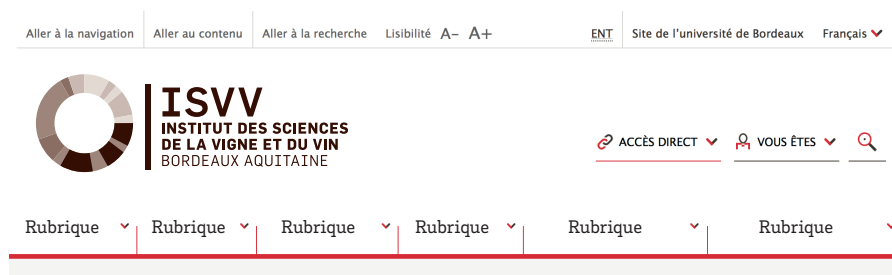 Aller à la navigation Aller au contenu Aller à la recherche Lisibilité A- A+ ENT Site de l'université de Bordeaux Français
ISVV
INSTITUT DES SCIENCES
DE LA VIGNE ET DU VIN
BORDEAUX AQUITAINE
ACCÈS DIRECT VOUS ÊTES
Rubrique Rubrique Rubrique Rubrique Rubrique Rubrique